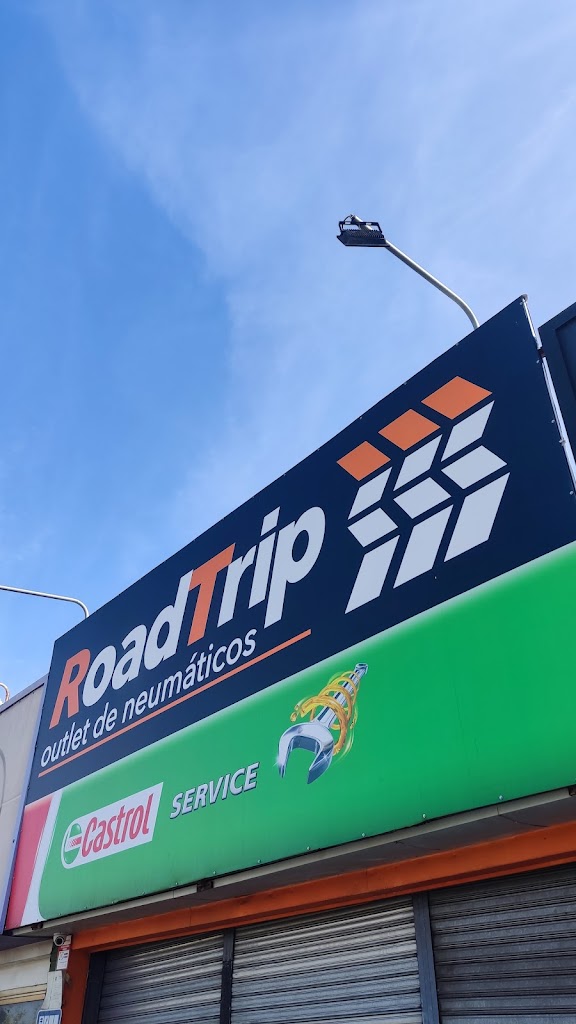 RoadTrip
outlet de neumáticos
Castrol SERVICE